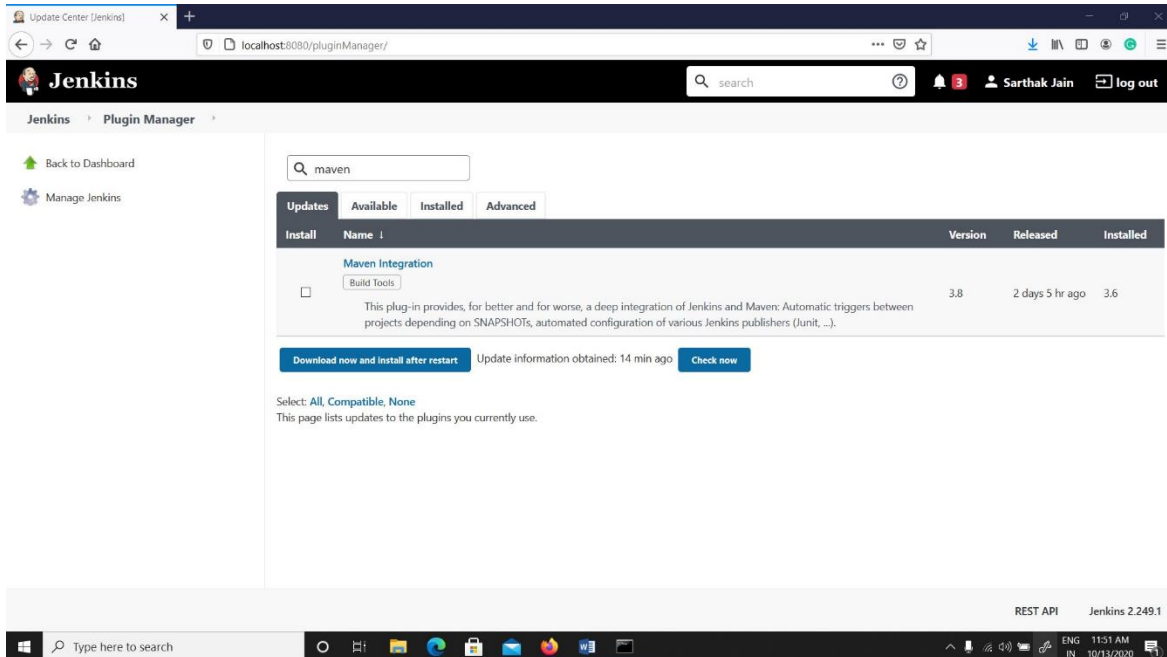 Update Center [Jenkins]
localhost:8080/pluginManager/
Jenkins
search
3
Sarthak Jain
log out
Jenkins
Plugin Manager
Back to Dashboard
Manage Jenkins
maven
Updates
Available
Installed
Advanced
Install
Name ↓
Version
Released
Installed
Maven Integration
Build Tools
This plug-in provides, for better and for worse, a deep integration of Jenkins and Maven: Automatic triggers between
projects depending on SNAPSHOTs, automated configuration of various Jenkins publishers (Junit, ...).
3.8
2 days 5 hr ago
3.6
Download now and install after restart
Update information obtained: 14 min ago
Check now
Select: All, Compatible, None
This page lists updates to the plugins you currently use.
REST API
Jenkins 2.249.1
Type here to search
ENG
IN
11:51 AM
10/13/2020